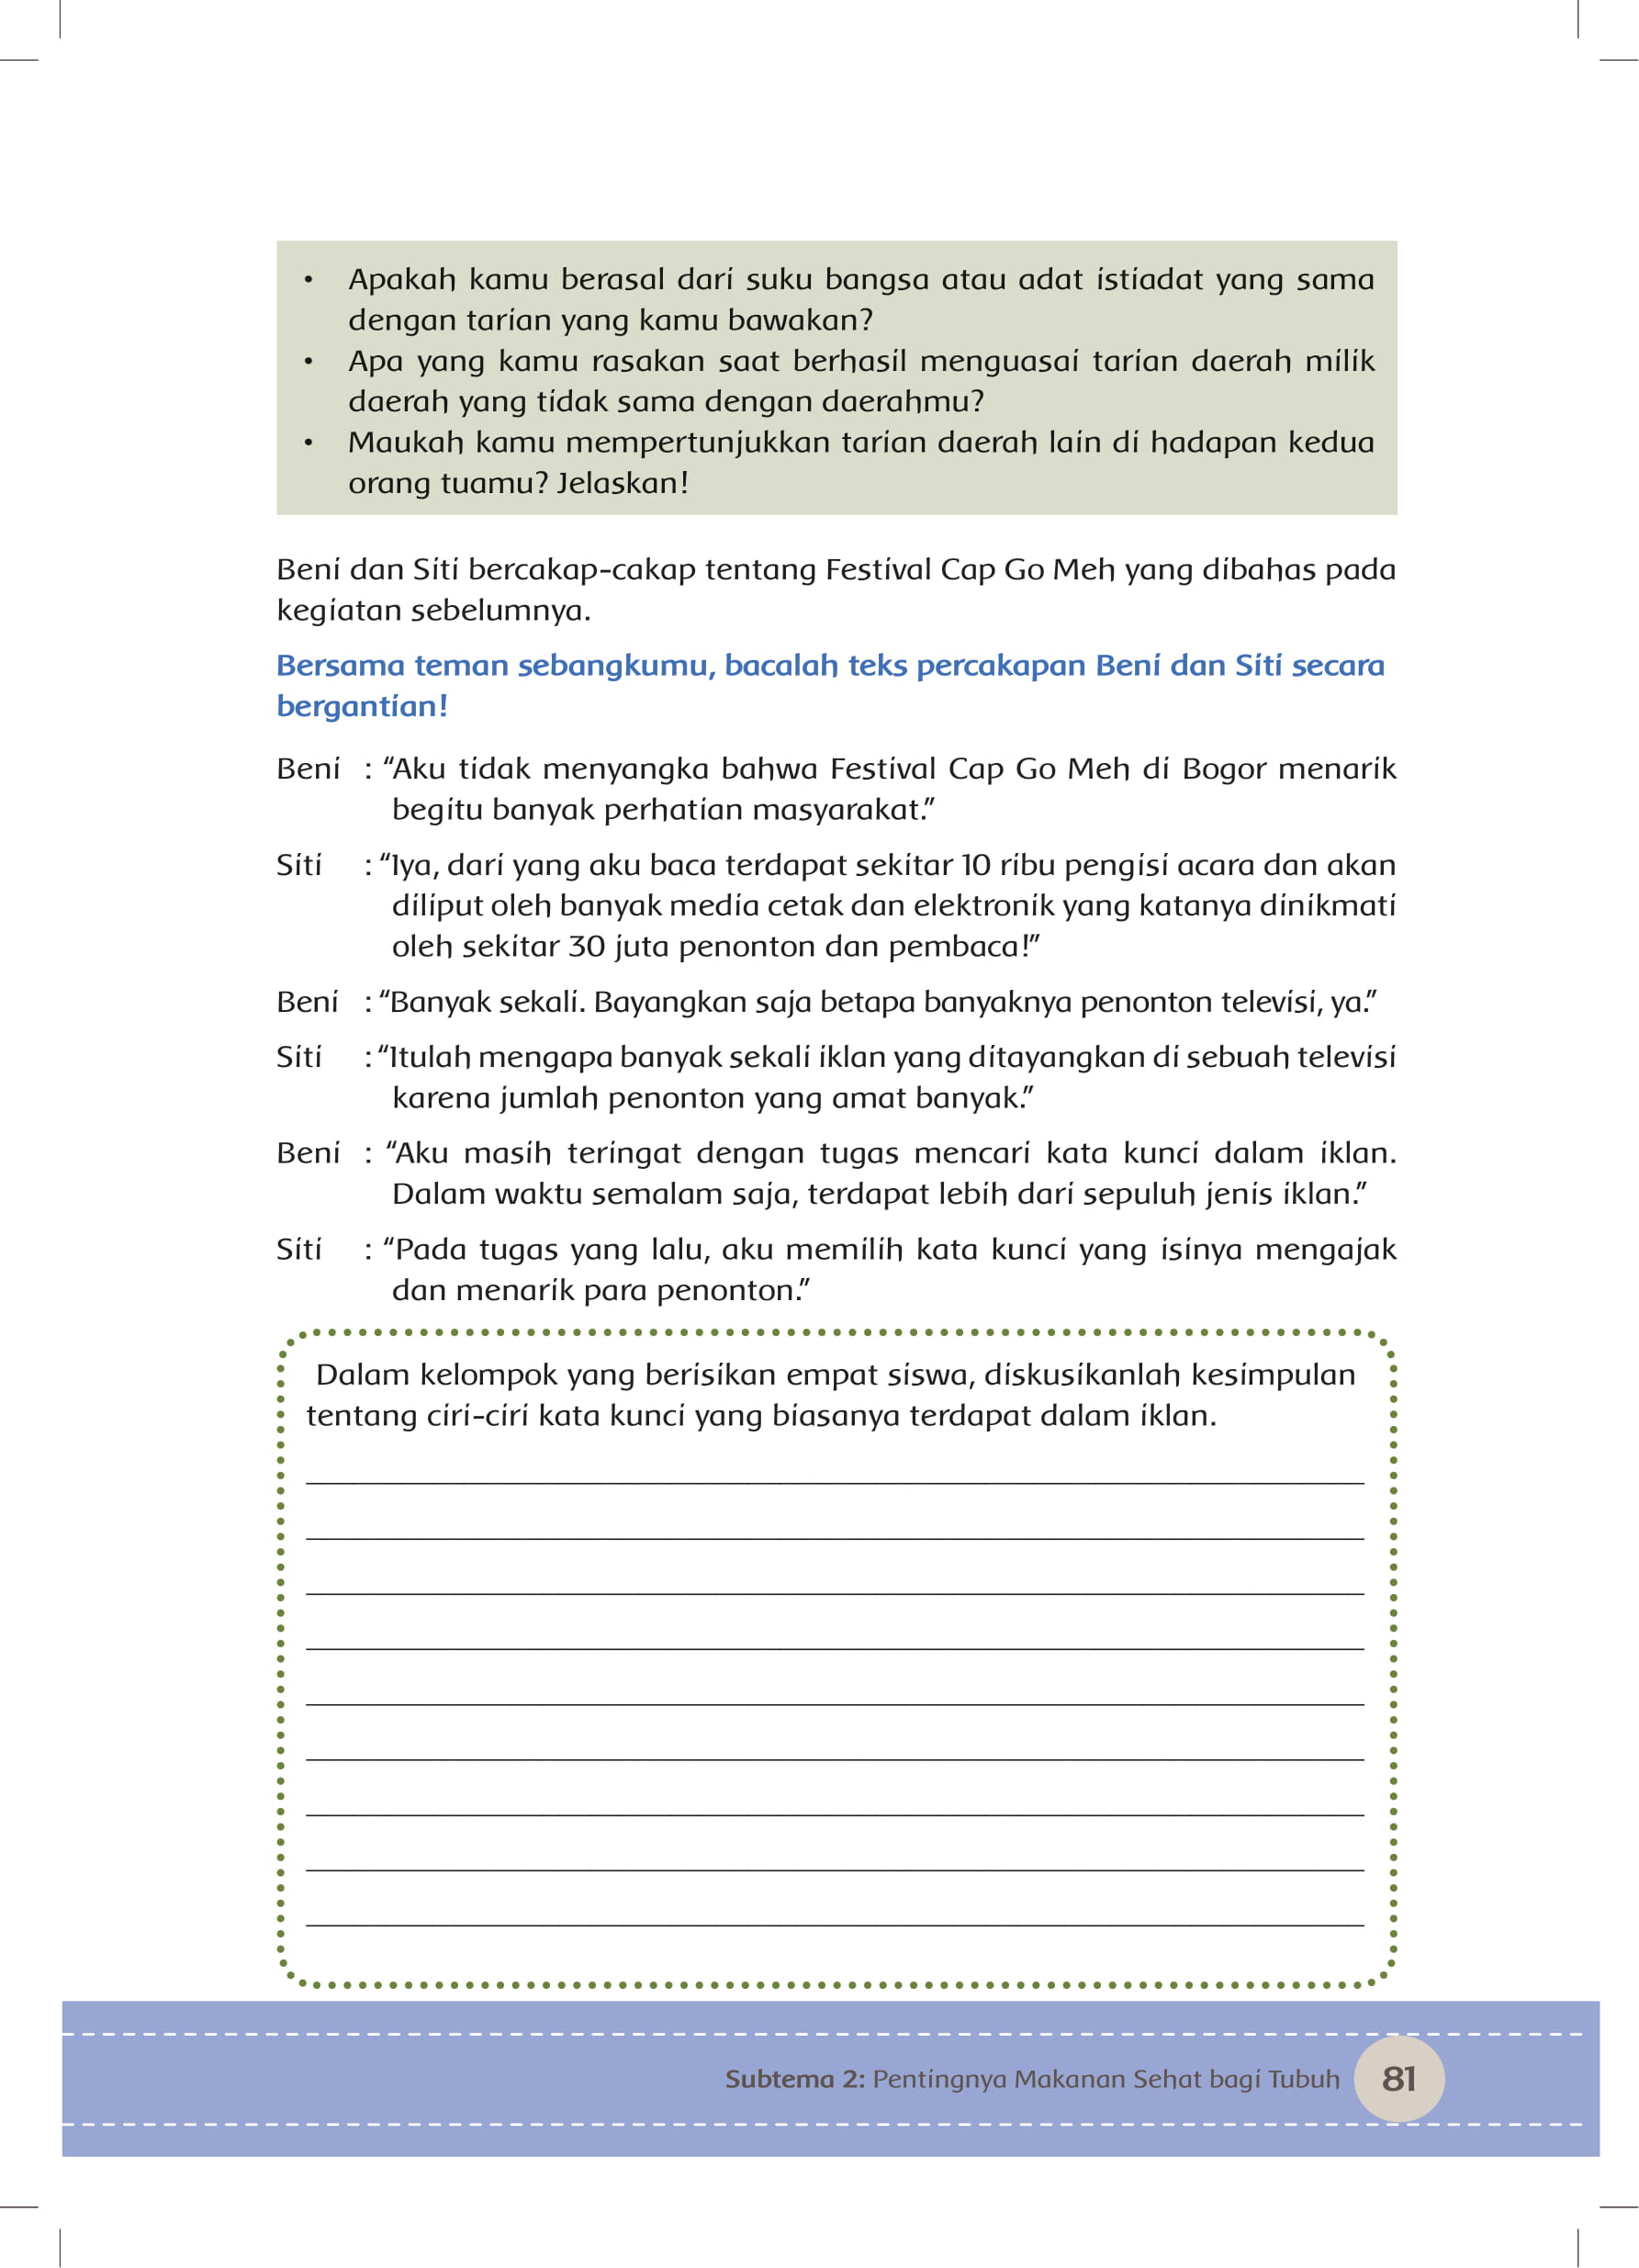 • Apakah kamu berasal dari suku bangsa atau adat istiadat yang sama
dengan tarian yang kamu bawakan?
• Apa yang kamu rasakan saat berhasil menguasai tarian daerah milik
daerah yang tidak sama dengan daerahmu?
• Maukah kamu mempertunjukkan tarian daerah lain di hadapan kedua
orang tuamu? Jelaskan!
Beni dan Siti bercakap-cakap tentang Festival Cap Go Meh yang dibahas pada
kegiatan sebelumnya.
Bersama teman sebangkumu, bacalah teks percakapan Beni dan Siti secara
bergantian!
Beni : “Aku tidak menyangka bahwa Festival Cap Go Meh di Bogor menarik
begitu banyak perhatian masyarakat.”
Siti : “Iya, dari yang aku baca terdapat sekitar 10 ribu pengisi acara dan akan
diliput oleh banyak media cetak dan elektronik yang katanya dinikmati
oleh sekitar 30 juta penonton dan pembaca!”
Beni : “Banyak sekali. Bayangkan saja betapa banyaknya penonton televisi, ya.”
Siti : “Itulah mengapa banyak sekali iklan yang ditayangkan di sebuah televisi
karena jumlah penonton yang amat banyak.”
Beni : “Aku masih teringat dengan tugas mencari kata kunci dalam iklan.
Dalam waktu semalam saja, terdapat lebih dari sepuluh jenis iklan.”
Siti : “Pada tugas yang lalu, aku memilih kata kunci yang isinya mengajak
dan menarik para penonton.”
Dalam kelompok yang berisikan empat siswa, diskusikanlah kesimpulan
tentang ciri-ciri kata kunci yang biasanya terdapat dalam iklan.
Subtema 2: Pentingnya Makanan Sehat bagi Tubuh 81